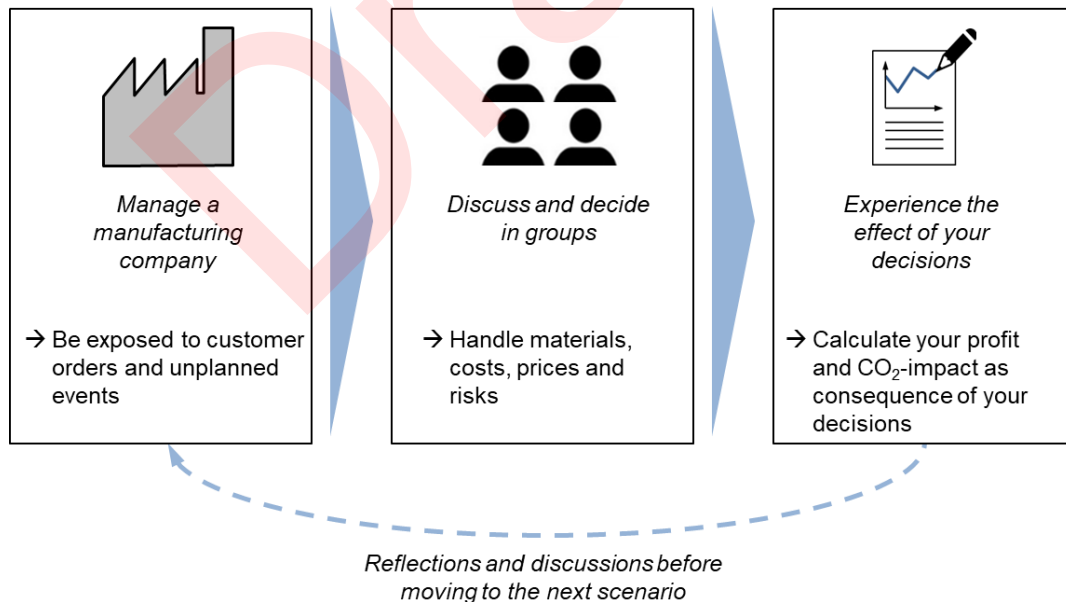 Manage a
manufacturing
company
→ Be exposed to customer
orders and unplanned
events
Discuss and decide
in groups
→ Handle materials,
costs, prices and
risks
Experience the
effect of your
decisions
→ Calculate your profit
and CO₂-impact as
consequence of your
decisions
Reflections and discussions before
moving to the next scenario